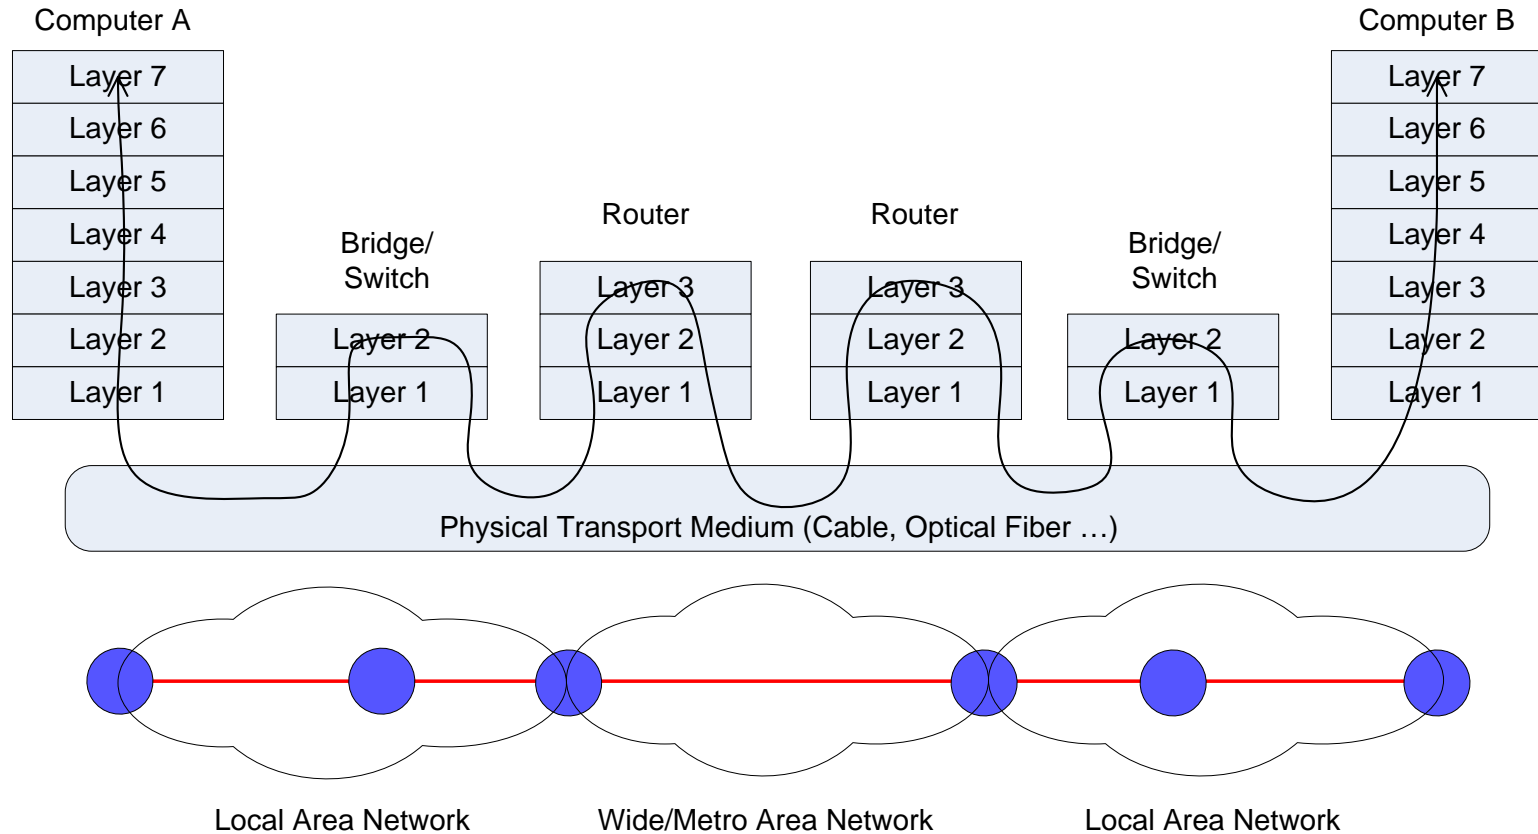 Computer A
Computer B
Layer 7
Layer 6
Layer 5
Layer 4
Layer 3
Layer 2
Layer 1
Bridge/
Switch
Layer 2
Layer 1
Router
Layer 3
Layer 2
Layer 1
Router
Layer 3
Layer 2
Layer 1
Bridge/
Switch
Layer 2
Layer 1
Layer 7
Layer 6
Layer 5
Layer 4
Layer 3
Layer 2
Layer 1
Physical Transport Medium (Cable, Optical Fiber …)
Local Area Network
Wide/Metro Area Network
Local Area Network